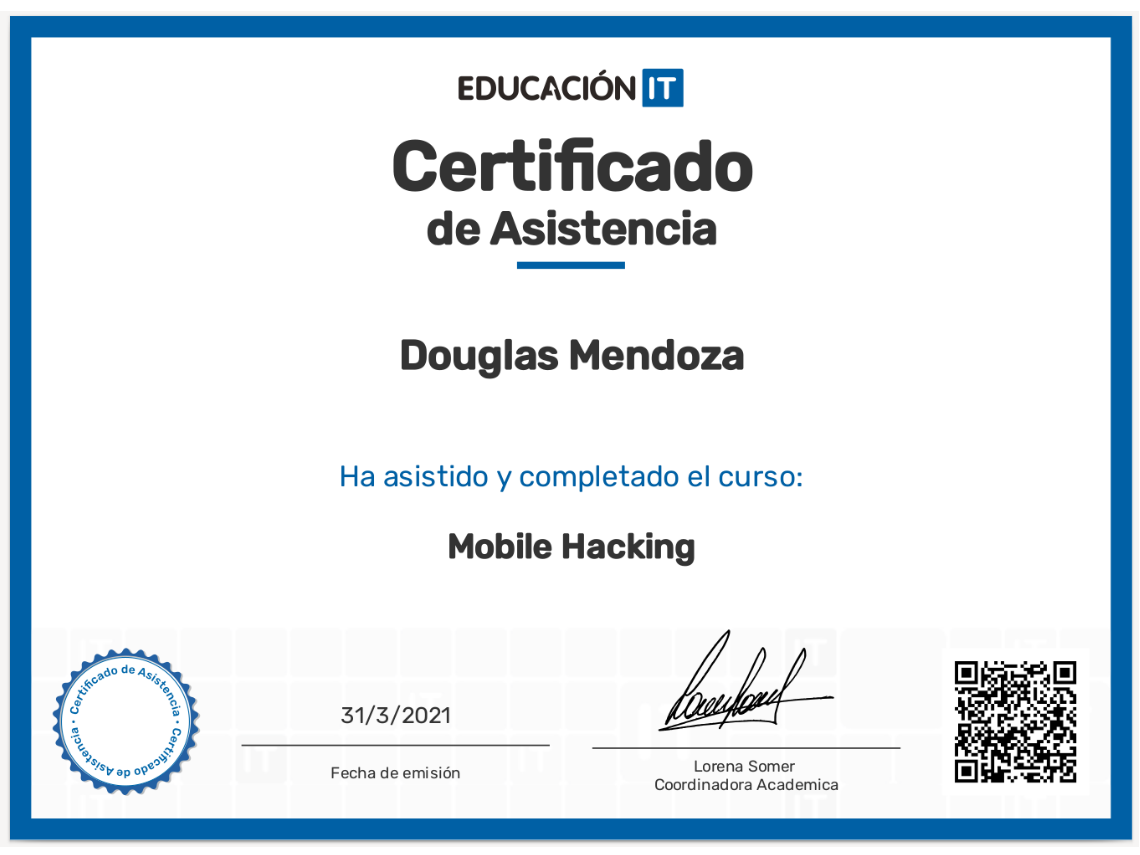 EDUCACIÓN IT
Certificado
de Asistencia
Douglas Mendoza
Ha asistido y completado el curso:
Mobile Hacking
Certificado de Asistencia • Certificado de Asistencia •
31/3/2021
Fecha de emisión
Lorena Somer
Coordinadora Academica